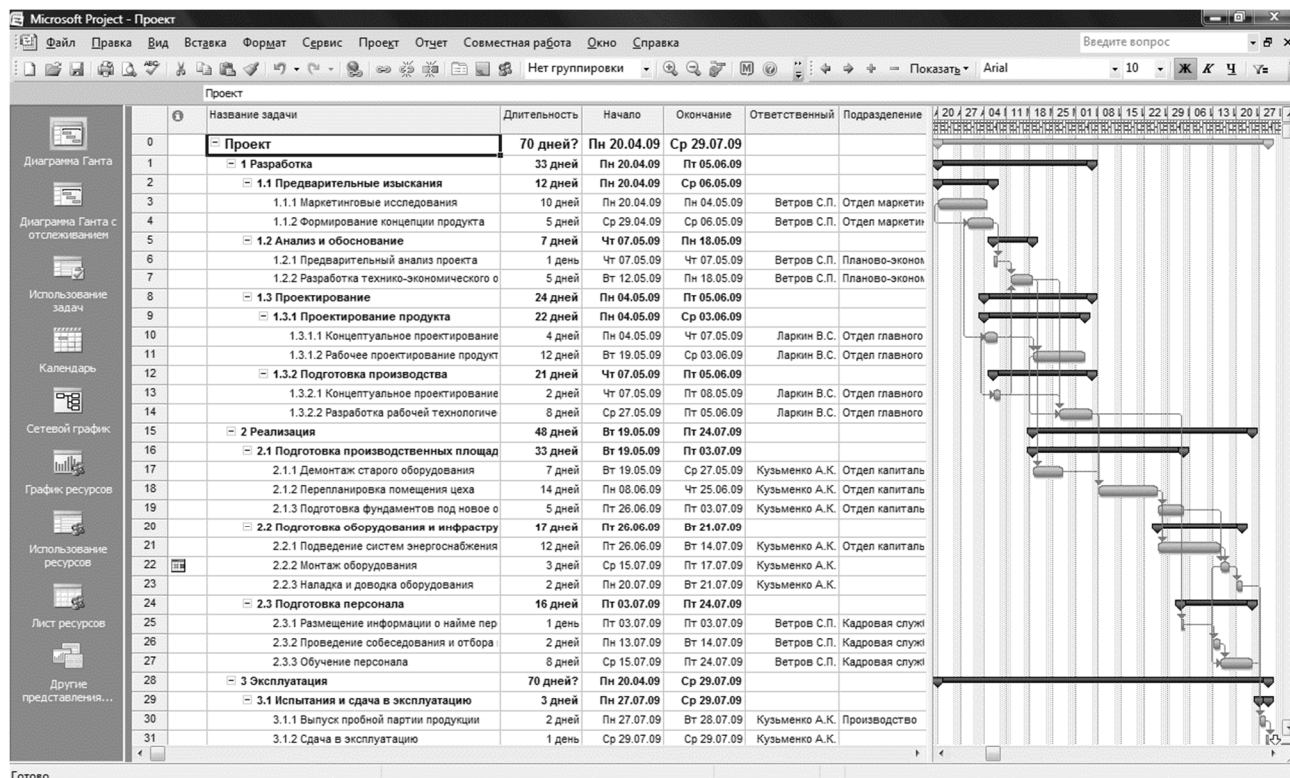 Microsoft Project - Проект
Файл Правка Вид Вставка Формат Сервис Проект Отчет Совместная работа Окно Справка Введите вопрос
Нет группировки Показать Arial 10 Ж К Ч
Проект
Название задачи Длительность Начало Окончание Ответственный Подразделение 20 27 04 11 18 25 01 08 15 22 29 06 13 20 27
0 Проект 70 дней? Пн 20.04.09 Ср 29.07.09
1 1 Разработка 33 дней Пн 20.04.09 Пт 05.06.09
2 1.1 Предварительные изыскания 12 дней Пн 20.04.09 Ср 06.05.09
3 1.1.1 Маркетинговые исследования 10 дней Пн 20.04.09 Пн 04.05.09 Ветров С.П. Отдел маркетин
4 1.1.2 Формирование концепции продукта 5 дней Ср 29.04.09 Ср 06.05.09 Ветров С.П. Отдел маркетин
5 1.2 Анализ и обоснование 7 дней Чт 07.05.09 Пн 18.05.09
6 1.2.1 Предварительный анализ проекта 1 день Чт 07.05.09 Чт 07.05.09 Ветров С.П. Планово-эконом
7 1.2.2 Разработка технико-экономического о 5 дней Вт 12.05.09 Пн 18.05.09 Ветров С.П. Планово-эконом
8 1.3 Проектирование 24 дней Пн 04.05.09 Пт 05.06.09
9 1.3.1 Проектирование продукта 22 дней Пн 04.05.09 Ср 03.06.09
10 1.3.1.1 Концептуальное проектирование 4 дней Пн 04.05.09 Чт 07.05.09 Ларкин В.С. Отдел главного
11 1.3.1.2 Рабочее проектирование продукт 12 дней Вт 19.05.09 Ср 03.06.09 Ларкин В.С. Отдел главного
12 1.3.2 Подготовка производства 21 дней Чт 07.05.09 Пт 05.06.09
13 1.3.2.1 Концептуальное проектирование 2 дней Чт 07.05.09 Пт 08.05.09 Ларкин В.С. Отдел главного
14 1.3.2.2 Разработка рабочей технологиче 8 дней Ср 27.05.09 Пт 05.06.09 Ларкин В.С. Отдел главного
15 2 Реализация 48 дней Вт 19.05.09 Пт 24.07.09
16 2.1 Подготовка производственных площад 33 дней Вт 19.05.09 Пт 03.07.09
17 2.1.1 Демонтаж старого оборудования 7 дней Вт 19.05.09 Ср 27.05.09 Кузьменко А.К. Отдел капиталь
18 2.1.2 Перепланировка помещения цеха 14 дней Пн 08.06.09 Чт 25.06.09 Кузьменко А.К. Отдел капиталь
19 2.1.3 Подготовка фундаментов под новое о 5 дней Пт 26.06.09 Пт 03.07.09 Кузьменко А.К. Отдел капиталь
20 2.2 Подготовка оборудования и инфрастру 17 дней Пт 26.06.09 Вт 21.07.09
21 2.2.1 Подведение систем энергоснабжения 12 дней Пт 26.06.09 Вт 14.07.09 Кузьменко А.К. Отдел капиталь
22 2.2.2 Монтаж оборудования 3 дней Ср 15.07.09 Пт 17.07.09 Кузьменко А.К.
23 2.2.3 Наладка и доводка оборудования 2 дней Пн 20.07.09 Вт 21.07.09 Кузьменко А.К.
24 2.3 Подготовка персонала 16 дней Пт 03.07.09 Пт 24.07.09
25 2.3.1 Размещение информации о найме пер 1 день Пт 03.07.09 Пт 03.07.09 Ветров С.П. Кадровая служ
26 2.3.2 Проведение собеседования и отбора 2 дней Пн 13.07.09 Вт 14.07.09 Ветров С.П. Кадровая служ
27 2.3.3 Обучение персонала 8 дней Ср 15.07.09 Пт 24.07.09 Ветров С.П. Кадровая служ
28 3 Эксплуатация 70 дней? Пн 20.04.09 Ср 29.07.09
29 3.1 Испытания и сдача в эксплуатацию 3 дней Пн 27.07.09 Ср 29.07.09
30 3.1.1 Выпуск пробной партии продукции 2 дней Пн 27.07.09 Вт 28.07.09 Кузьменко А.К. Производство
31 3.1.2 Сдача в эксплуатацию 1 день Ср 29.07.09 Ср 29.07.09 Кузьменко А.К.
Диаграмма Ганта
Диаграмма Ганта с
отслеживанием
Использование
задач
Календарь
Сетевой график
График ресурсов
Использование
ресурсов
Лист ресурсов
Другие
представления...
Готово